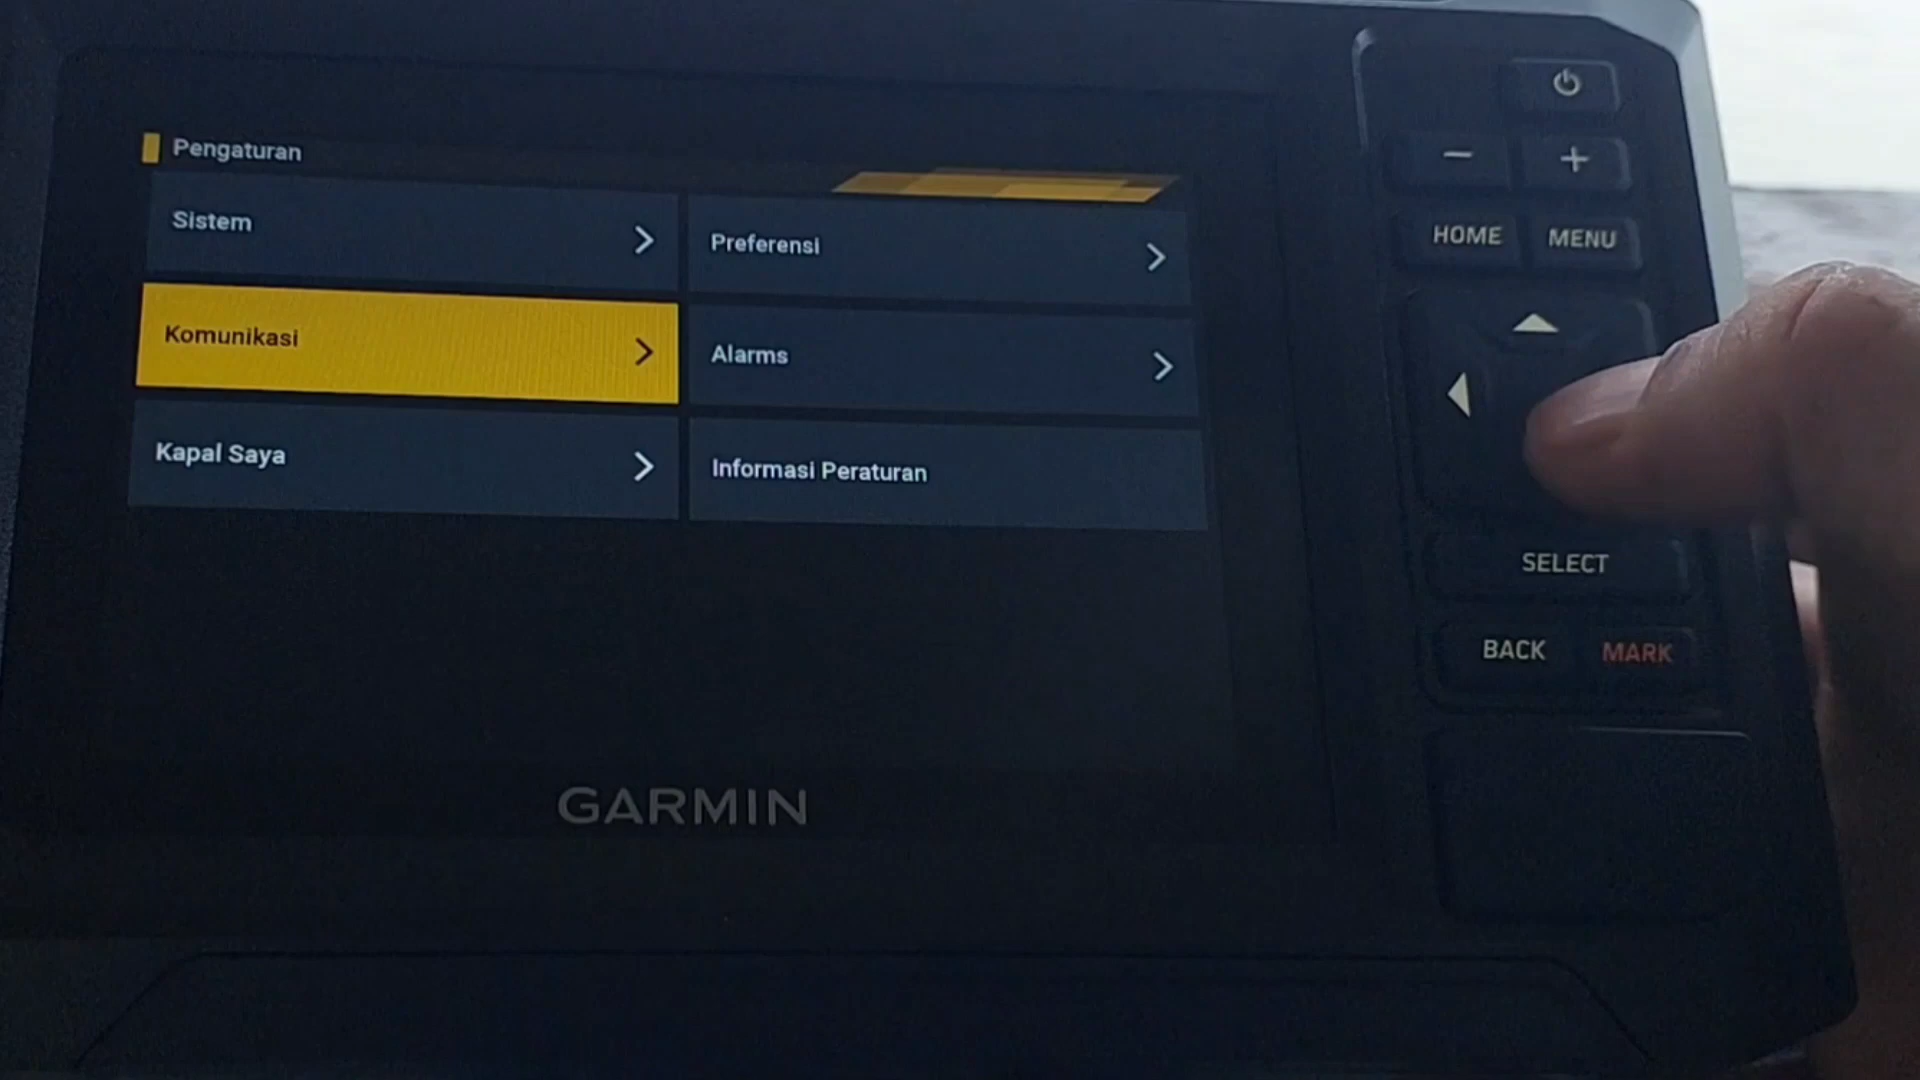 Pengaturan
Sistem
Preferensi
Komunikasi
Alarms
Kapal Saya
Informasi Peraturan
GARMIN
HOME
MENU
SELECT
BACK
MARK